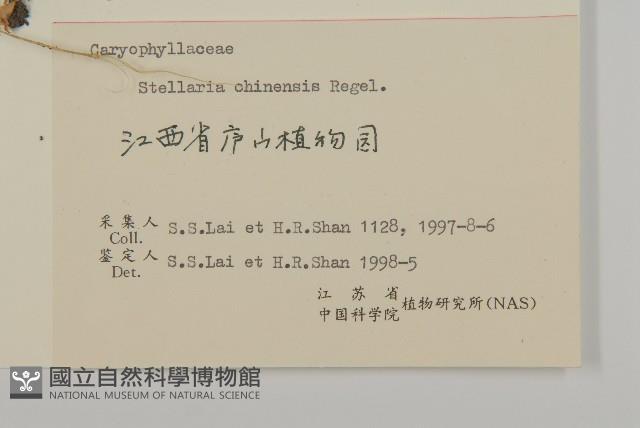 Caryophyllaceae
Stellaria chinensis Regel.
江西省庐山植物园
采集人 S.S.Lai et H.R.Shan 1128, 1997-8-6
Coll.
鉴定人 S.S.Lai et H.R.Shan 1998-5
Det.
江苏省
中国科学院 植物研究所(NAS)
國立自然科學博物館
NATIONAL MUSEUM OF NATURAL SCIENCE